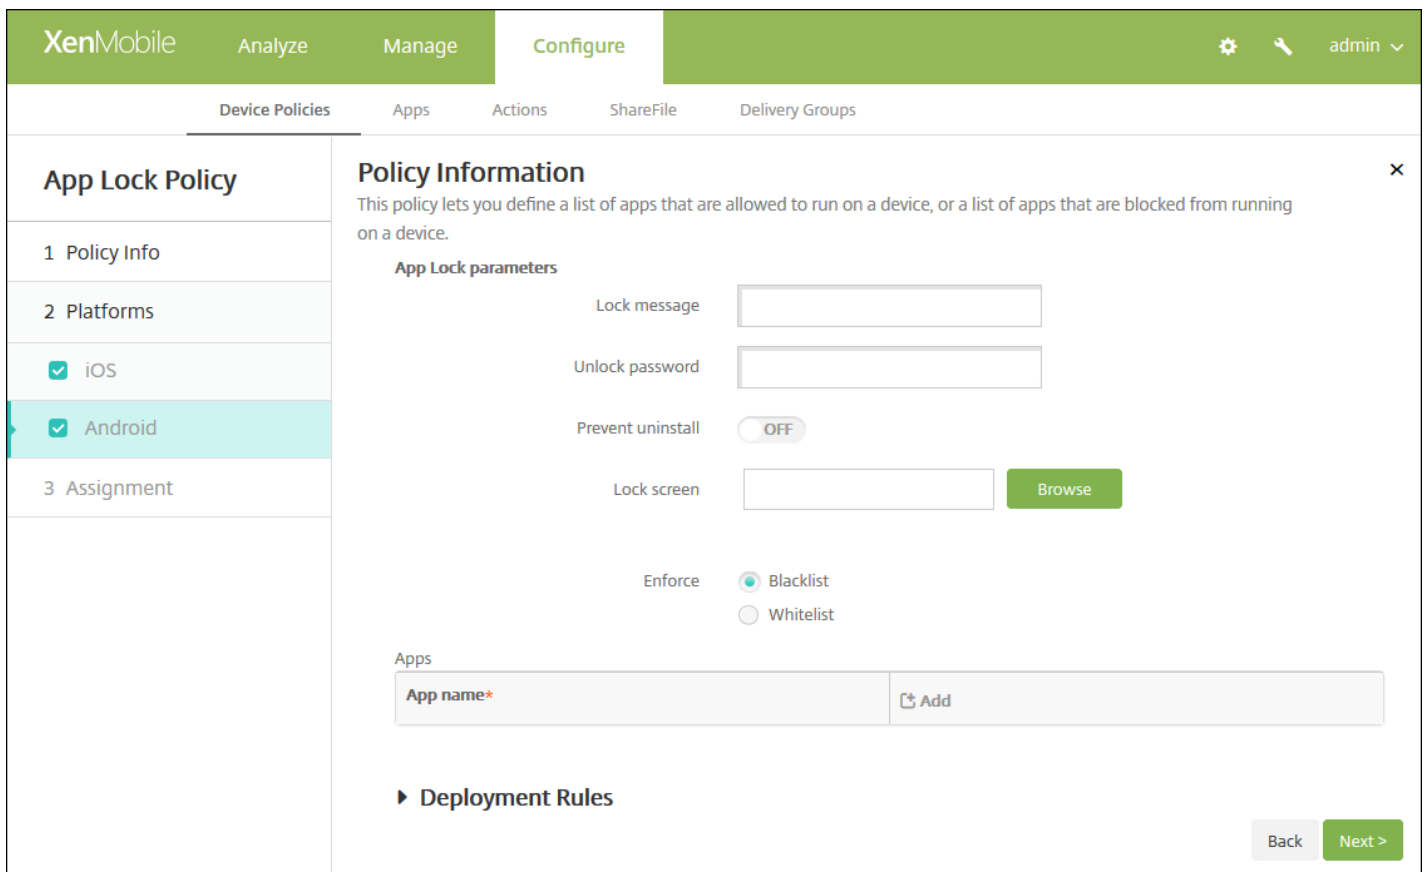 XenMobile Analyze Manage Configure admin
Device Policies Apps Actions ShareFile Delivery Groups
App Lock Policy
1 Policy Info
2 Platforms
iOS
Android
3 Assignment
Policy Information
This policy lets you define a list of apps that are allowed to run on a device, or a list of apps that are blocked from running
on a device.
App Lock parameters
Lock message
Unlock password
Prevent uninstall OFF
Lock screen Browse
Enforce Blacklist
Whitelist
Apps
App name* Add
Deployment Rules
Back Next >